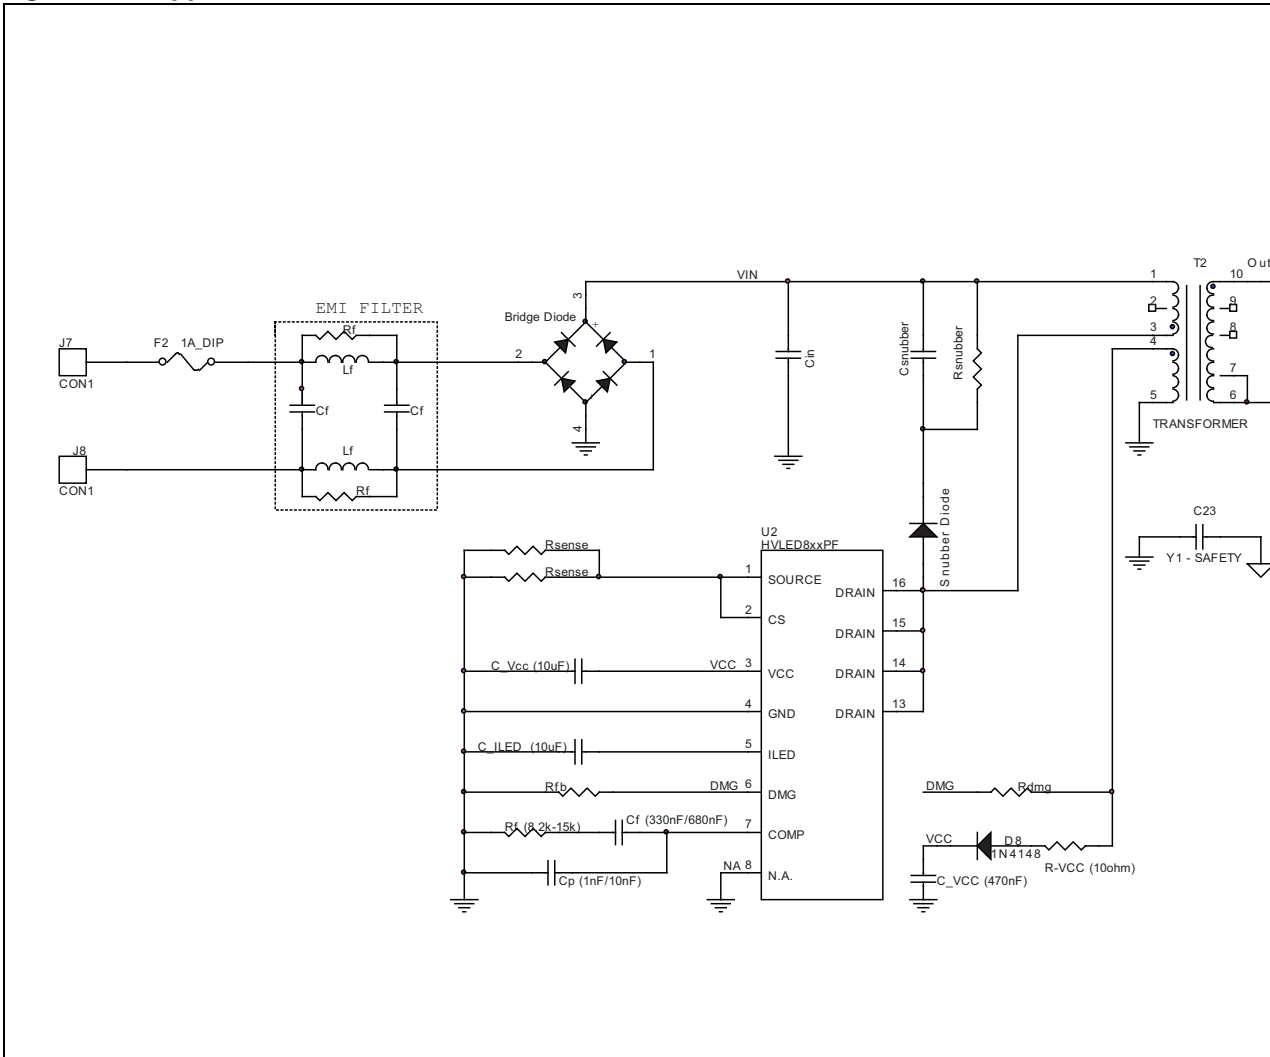 VIN
T2
1
10
Out
2
9
3
8
4
7
5
6
TRANSFORMER
EMI FILTER
Rf
Lf
Cf
Cf
Lf
Rf
J7
CON1
F2 1A_DIP
J8
CON1
Bridge Diode
3
+
2
1
4
Cin
Csnubber
Rsnubber
Snubber Diode
C23
Y1 - SAFETY
U2
HVLED8xxPF
Rsense
Rsense
1 SOURCE
2 CS
C_Vcc (10uF)
VCC 3 VCC
4 GND
C_ILED (10uF)
5 ILED
Rfb
DMG 6 DMG
Rf (8.2k-15k)
Cf (330nF/680nF)
7 COMP
Cp (1nF/10nF)
NA 8 N.A.
DRAIN 16
DRAIN 15
DRAIN 14
DRAIN 13
DMG
Rdmg
VCC
D8
1N4148
R-VCC (10ohm)
C_VCC (470nF)